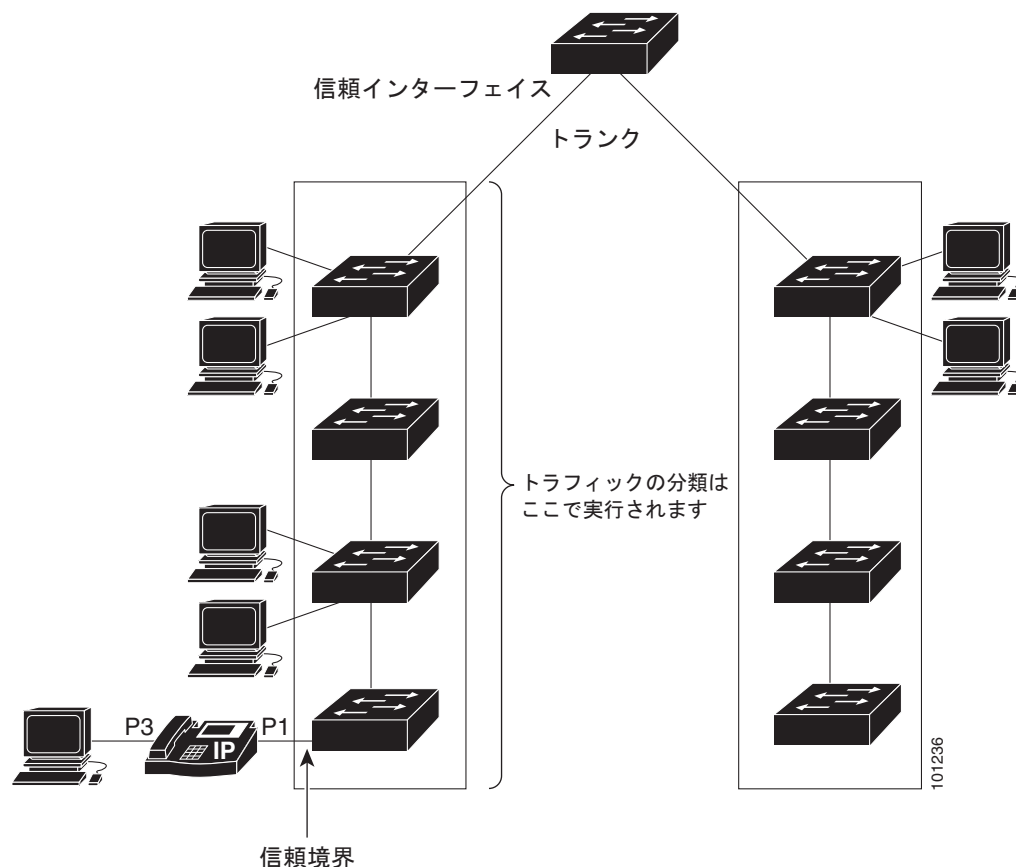 信頼インターフェイス
トランク
トラフィックの分類は
ここで実行されます
P3
IP
P1
信頼境界
101236